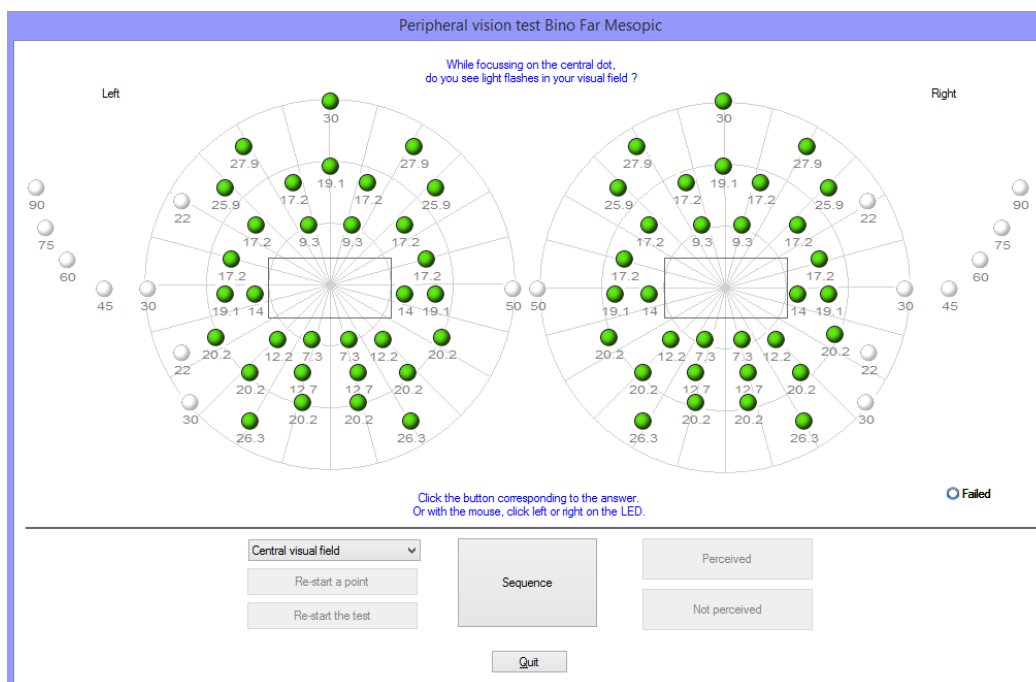 Peripheral vision test Bino Far Mesopic
While focussing on the central dot,
do you see light flashes in your visual field ?
Left Right
30 30
27.9 27.9 27.9 27.9
19.1 19.1
25.9 17.2 17.2 25.9 25.9 17.2 17.2 25.9
90 22 22 90
75 17.2 9.3 9.3 17.2 17.2 9.3 9.3 17.2 75
60 17.2 17.2 17.2 17.2 60
45 30 50 50 30 45
19.1 14 14 19.1 19.1 14 14 19.1
20.2 12.2 7.3 7.3 12.2 20.2 20.2 12.2 7.3 7.3 12.2 20.2
22 22
20.2 12.7 12.7 20.2 20.2 12.7 12.7 20.2
30 20.2 20.2 20.2 20.2 30
26.3 26.3 26.3 26.3
Click the button corresponding to the answer.
Or with the mouse, click left or right on the LED.
Failed
Central visual field
Re-start a point
Re-start the test
Sequence
Perceived
Not perceived
Quit